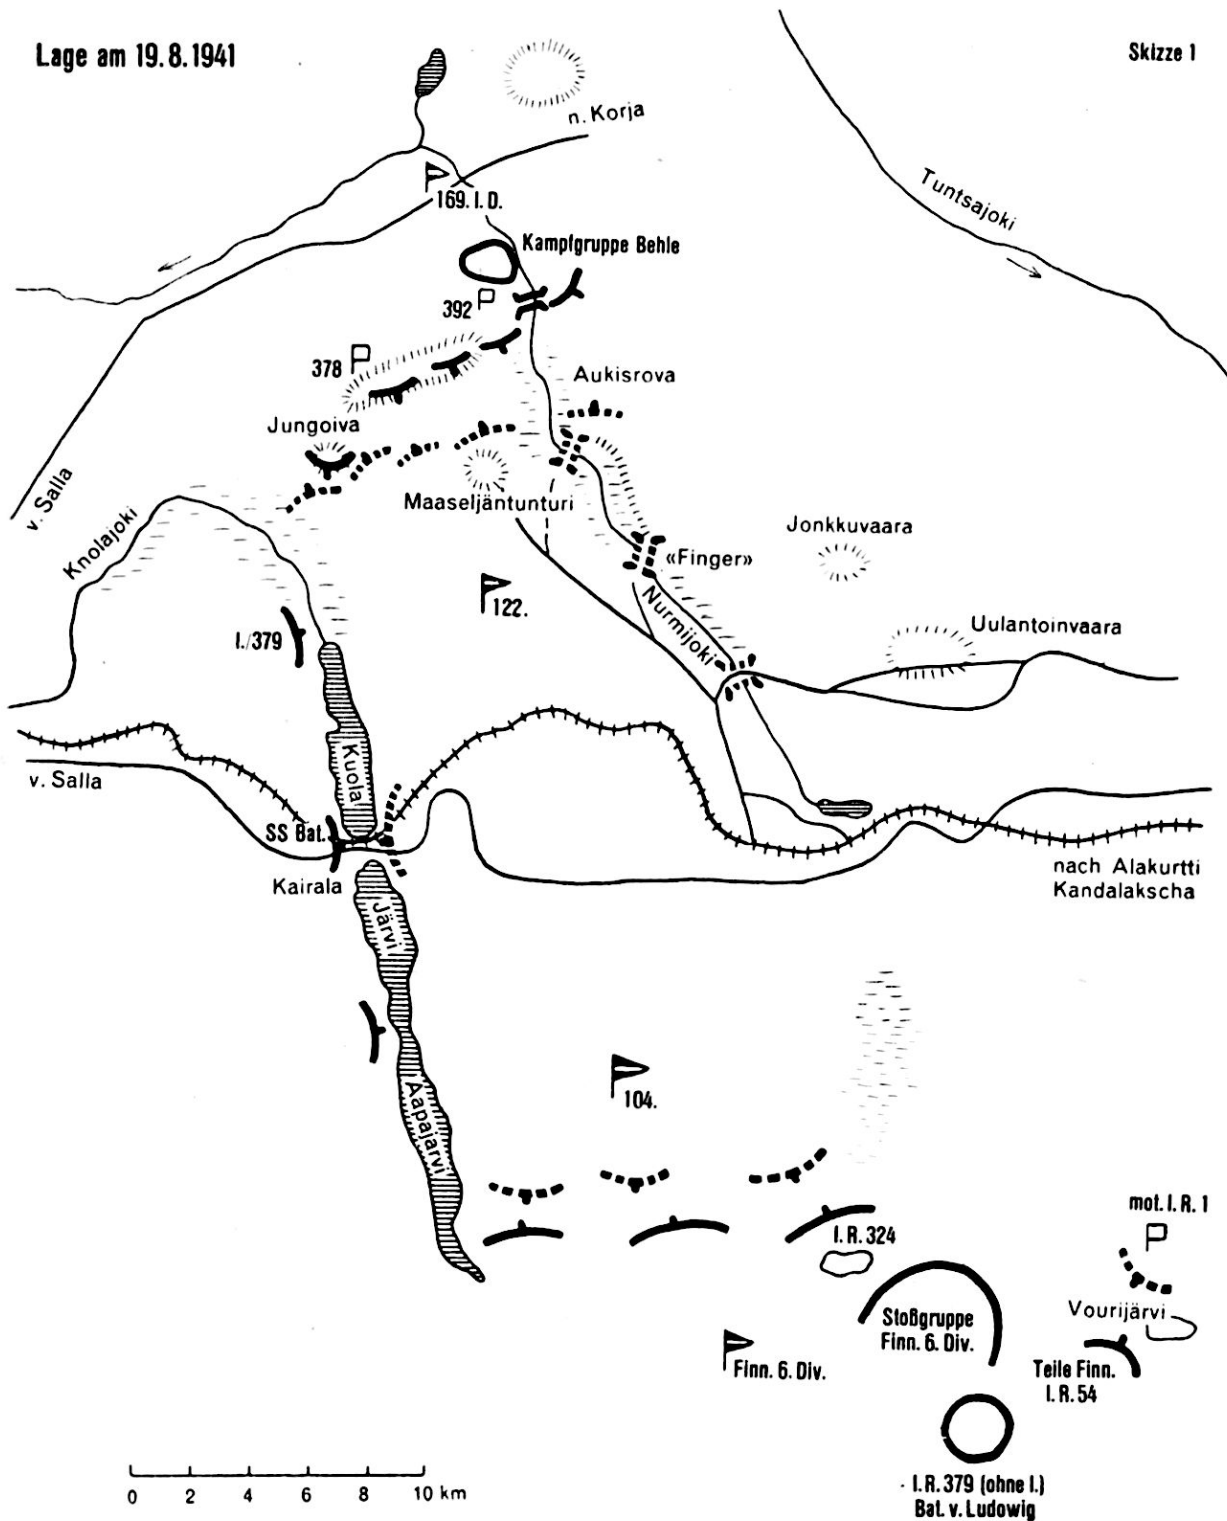 Lage am 19.8.1941
Skizze 1
n. Korja
Tuntsajoki
169. I. D.
Kampfgruppe Behle
392
378
Aukisrova
Jungoiva
Maaseljäntunturi
v. Salla
Knolajoki
Jonkkuvaara
«Finger»
122.
Nurmijoki
Uulantoinvaara
I./379
Kuola
v. Salla
SS Bat.
Kairala
nach Alakurtti
Kandalakscha
Järvi
Aapajärvi
104.
mot. I. R. 1
I. R. 324
Vourijärvi
Stoßgruppe
Finn. 6. Div.
Finn. 6. Div.
Teile Finn.
I. R. 54
0 2 4 6 8 10 km
I. R. 379 (ohne I.)
Bat. v. Ludowig